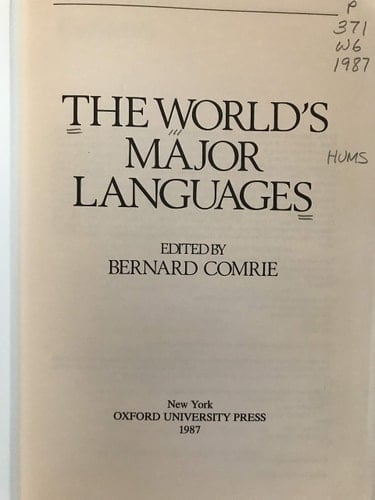 P
371
W6
1987
THE WORLD'S
MAJOR
HUMS
LANGUAGES
EDITED BY
BERNARD COMRIE
New York
OXFORD UNIVERSITY PRESS
1987